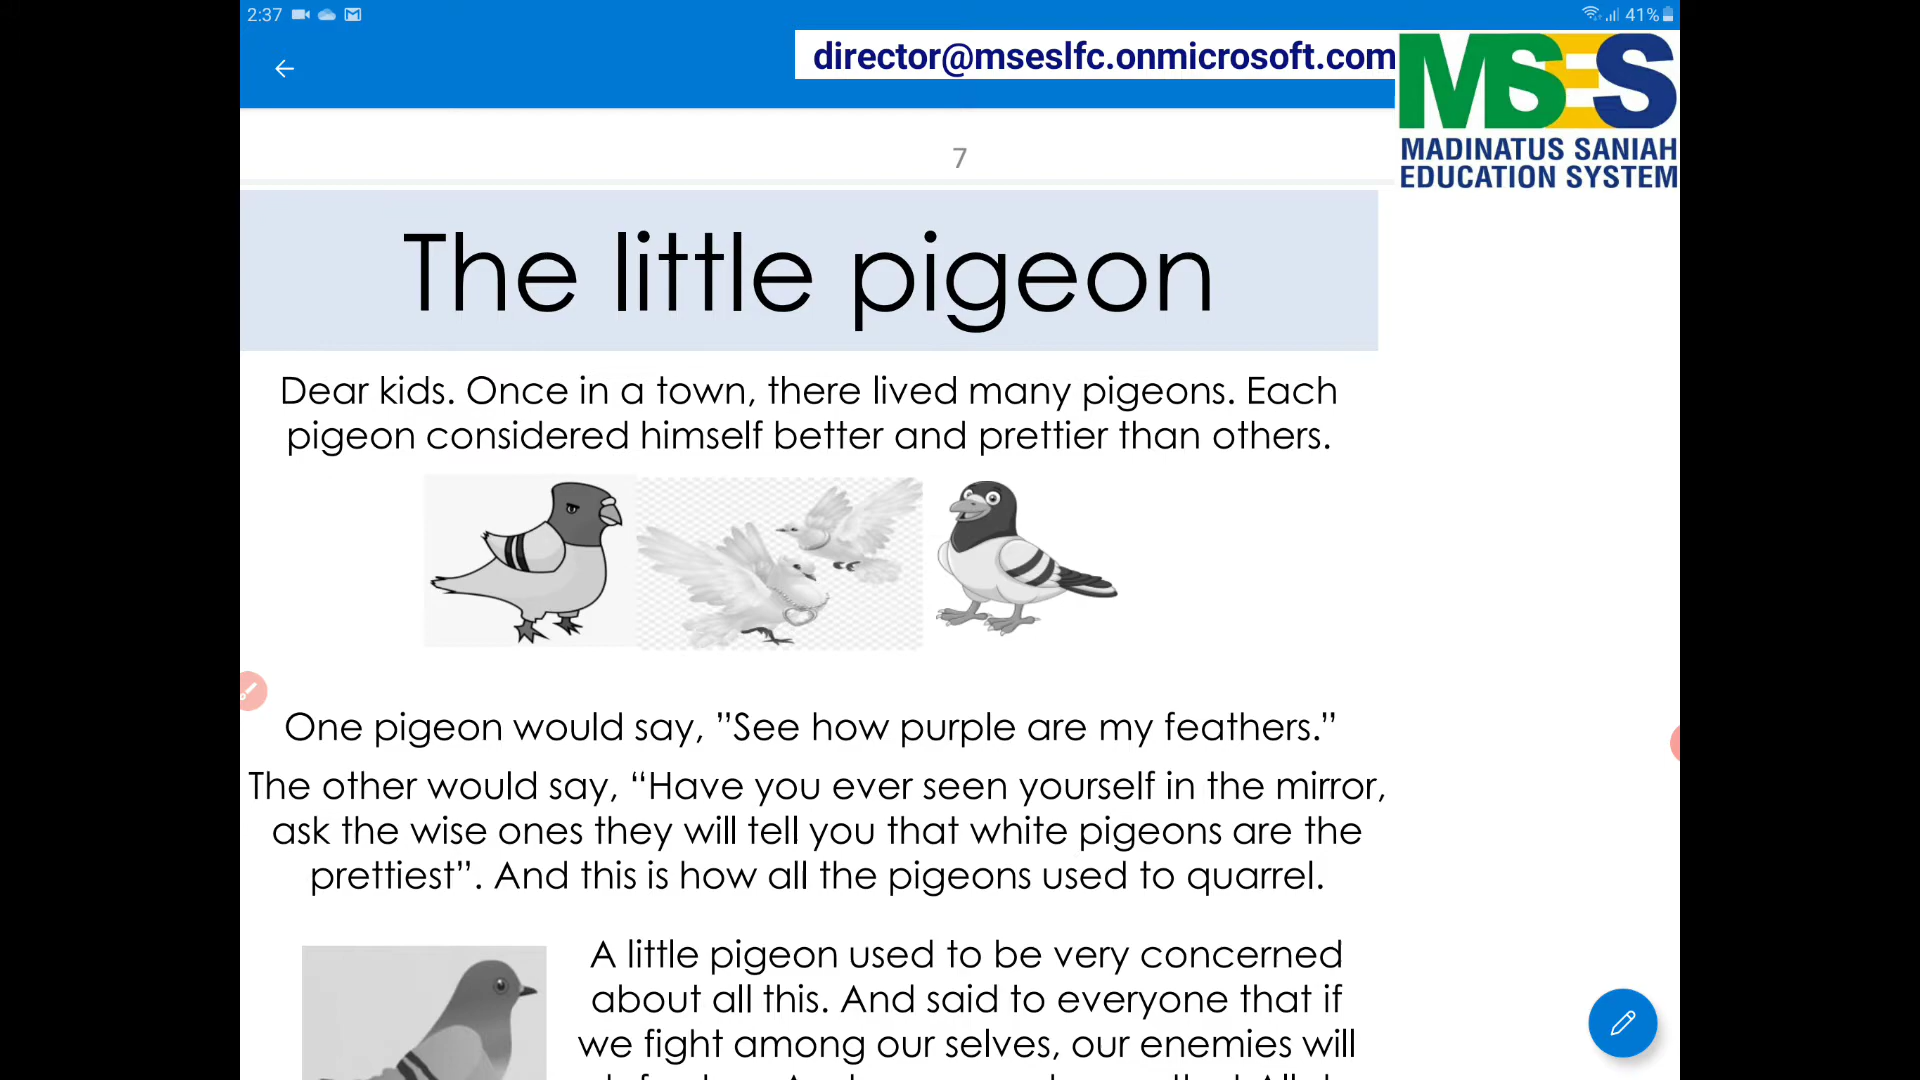 2:37
41%
director@mseslfc.onmicrosoft.com
MSES
MADINATUS SANIAH
EDUCATION SYSTEM
7
The little pigeon
Dear kids. Once in a town, there lived many pigeons. Each
pigeon considered himself better and prettier than others.
One pigeon would say, ”See how purple are my feathers.”
The other would say, “Have you ever seen yourself in the mirror,
ask the wise ones they will tell you that white pigeons are the
prettiest”. And this is how all the pigeons used to quarrel.
A little pigeon used to be very concerned
about all this. And said to everyone that if
we fight among our selves, our enemies will